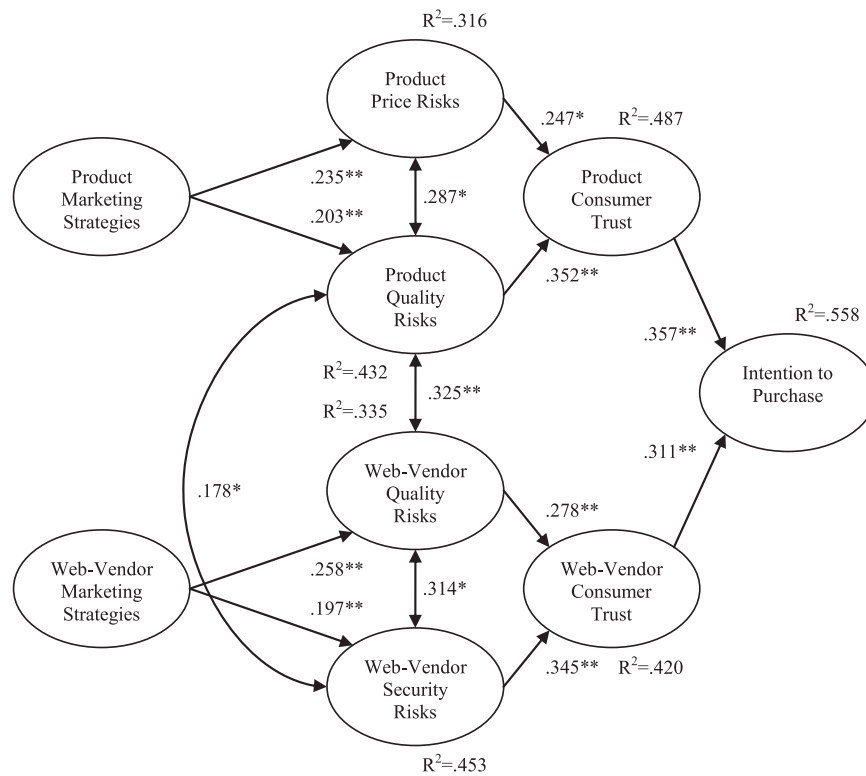 R²=.316
Product
Price Risks
.247*
R²=.487
Product
Marketing
Strategies
.235**
.203**
.287*
Product
Consumer
Trust
Product
Quality
Risks
.352**
R²=.558
.357**
R²=.432
.325**
R²=.335
Intention to
Purchase
.311**
Web-Vendor
Quality
Risks
.178*
.278**
Web-Vendor
Marketing
Strategies
.258**
.197**
.314*
Web-Vendor
Consumer
Trust
Web-Vendor
Security
Risks
.345**
R²=.420
R²=.453